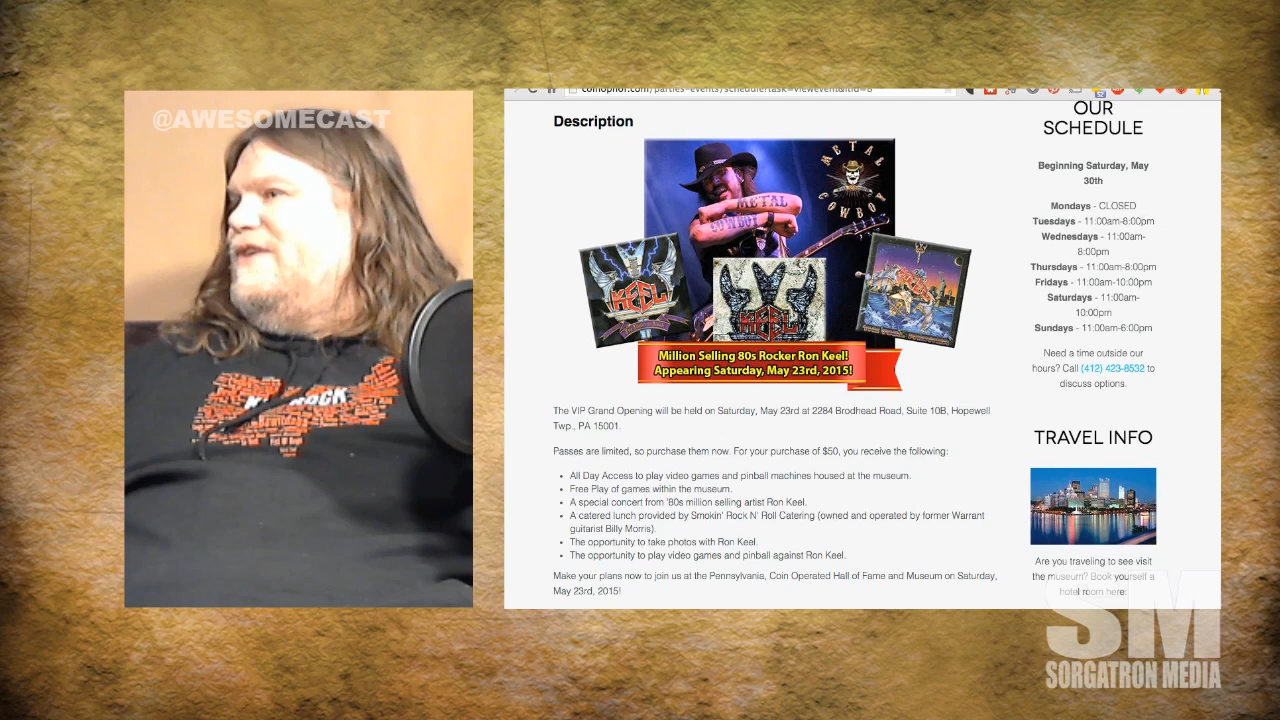 @AWESOMECAST
KID ROCK
Description
METAL
COWBOY
METAL
COWBOY
KEEL
KEEL
Million Selling 80s Rocker Ron Keel!
Appearing Saturday, May 23rd, 2015!
The VIP Grand Opening will be held on Saturday, May 23rd at 2284 Brodhead Road, Suite 10B, Hopewell
Twp., PA 15001.
Passes are limited, so purchase them now. For your purchase of $50, you receive the following:
• All Day Access to play video games and pinball machines housed at the museum.
• Free Play of games within the museum.
• A special concert from '80s million selling artist Ron Keel.
• A catered lunch provided by Smokin' Rock N' Roll Catering (owned and operated by former Warrant
guitarist Billy Morris).
• The opportunity to take photos with Ron Keel.
• The opportunity to play video games and pinball against Ron Keel.
Make your plans now to join us at the Pennsylvania, Coin Operated Hall of Fame and Museum on Saturday,
May 23rd, 2015!
OUR
SCHEDULE
Beginning Saturday, May
30th
Mondays - CLOSED
Tuesdays - 11:00am-8:00pm
Wednesdays - 11:00am-
8:00pm
Thursdays - 11:00am-8:00pm
Fridays - 11:00am-10:00pm
Saturdays - 11:00am-
10:00pm
Sundays - 11:00am-6:00pm
Need a time outside our
hours? Call (412) 423-8532 to
discuss options.
TRAVEL INFO
Are you traveling to see visit
the museum? Book yourself a
hotel room here:
SM
SORGATRON MEDIA